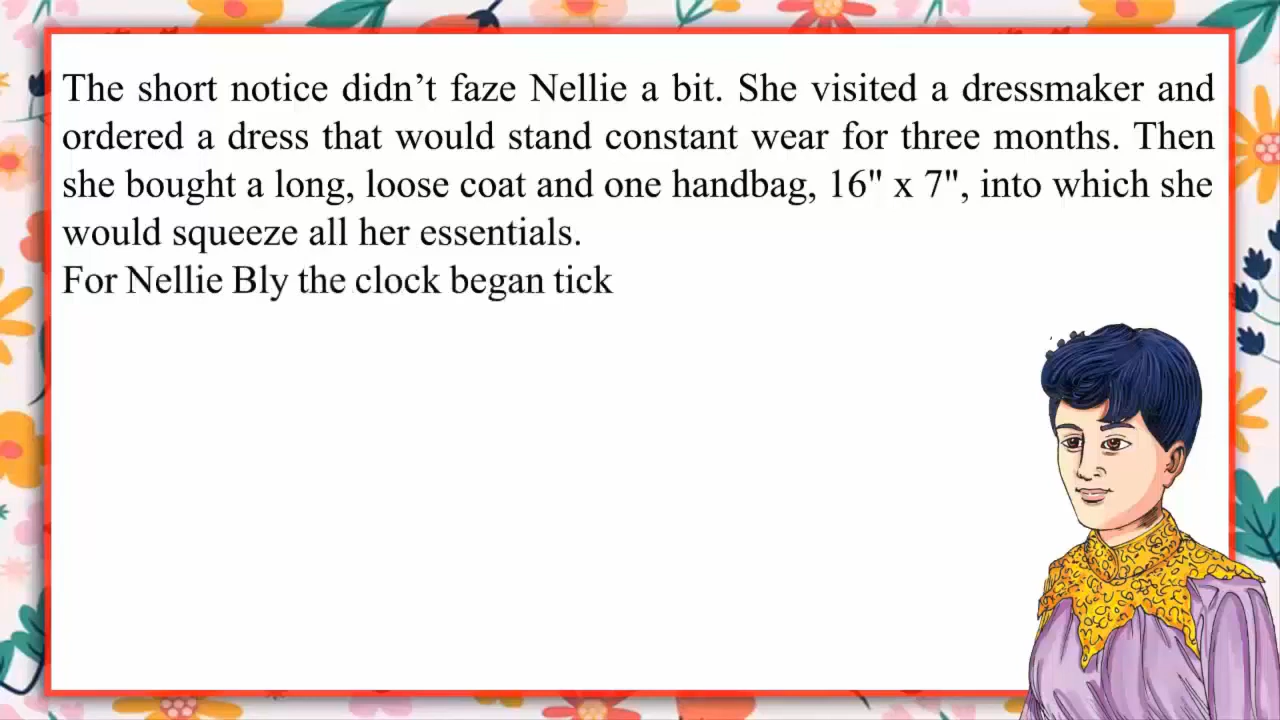 The short notice didn’t faze Nellie a bit. She visited a dressmaker and
ordered a dress that would stand constant wear for three months. Then
she bought a long, loose coat and one handbag, 16" x 7", into which she
would squeeze all her essentials.
For Nellie Bly the clock began tick